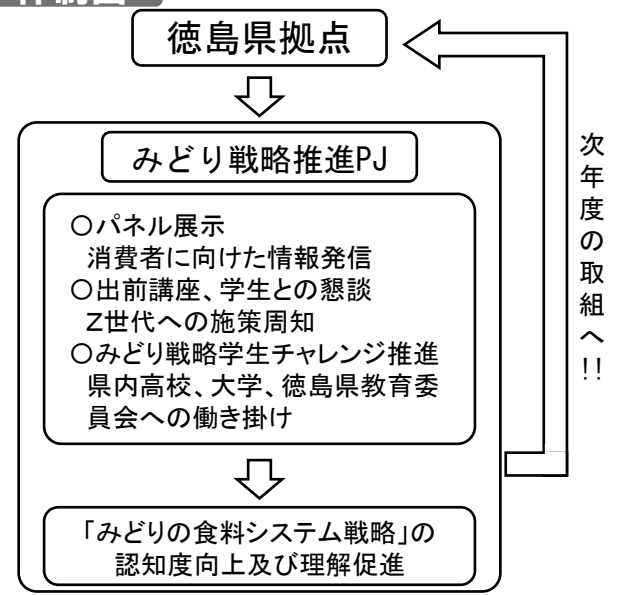 徳島県拠点
みどり戦略推進PJ
〇パネル展示
消費者に向けた情報発信
〇出前講座、学生との懇談
Z世代への施策周知
〇みどり戦略学生チャレンジ推進
県内高校、大学、徳島県教育委
員会への働き掛け
「みどりの食料システム戦略」の
認知度向上及び理解促進
次年度の取組へ!!